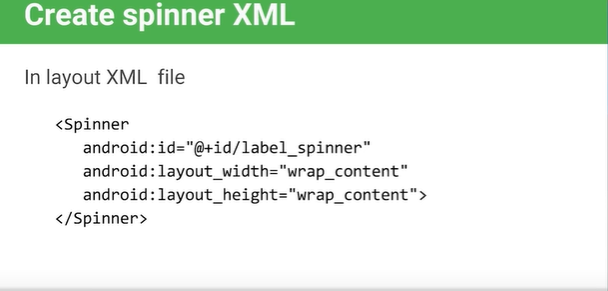 Create spinner XML
In layout XML file
<Spinner
android:id="@+id/label_spinner"
android:layout_width="wrap_content"
android:layout_height="wrap_content">
</Spinner>